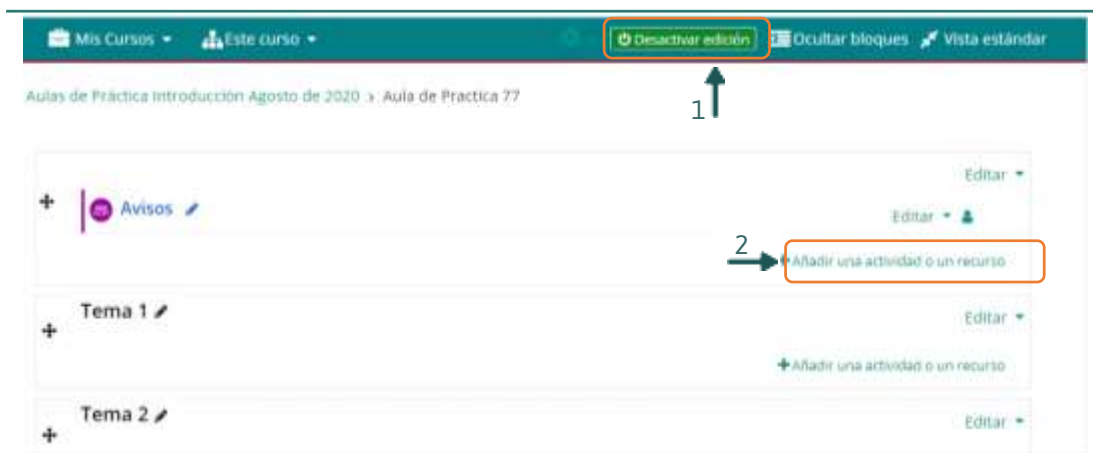 Mis Cursos Este curso Desactivar edición Ocultar bloques Vista estándar
1
Aulas de Práctica Introducción Agosto de 2020 > Aula de Practica 77
Editar
Avisos
Editar
2
Añadir una actividad o un recurso
Tema 1
Editar
Añadir una actividad o un recurso
Tema 2
Editar